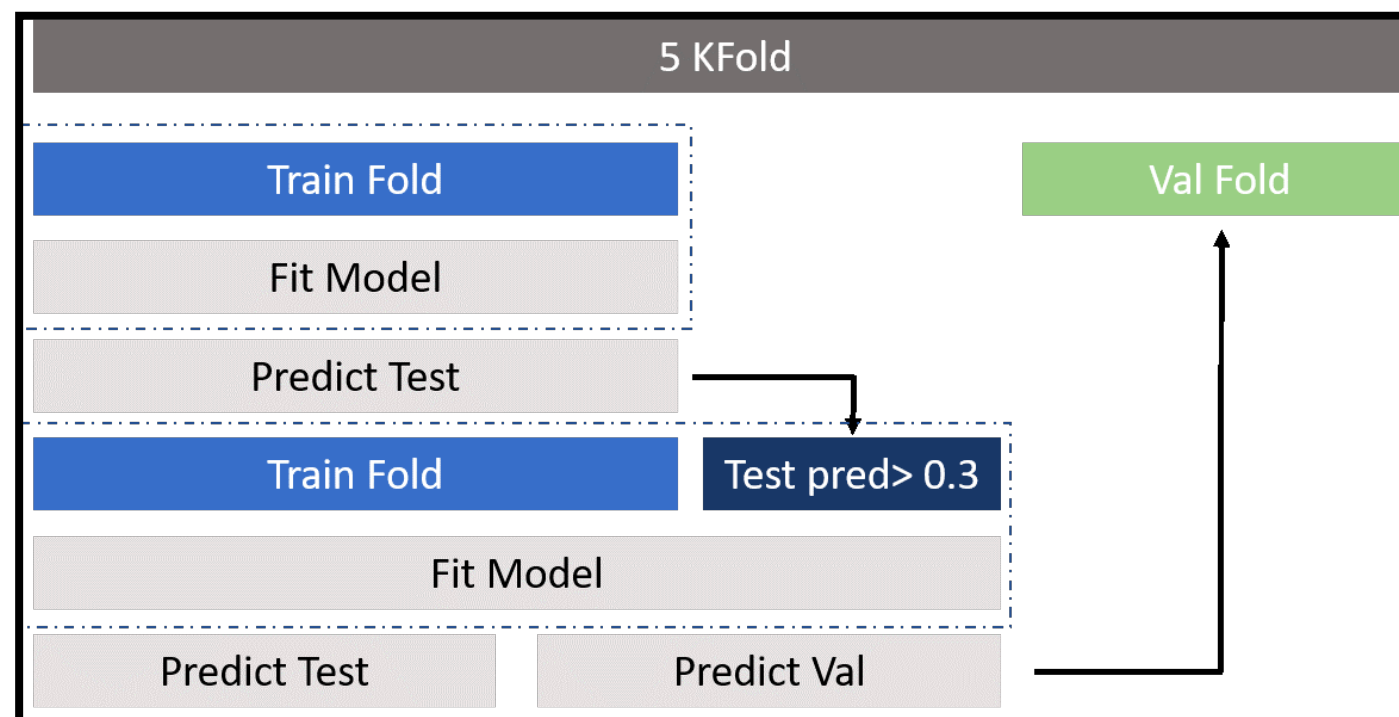 5 KFold
Train Fold
Val Fold
Fit Model
Predict Test
Train Fold
Test pred> 0.3
Fit Model
Predict Test
Predict Val